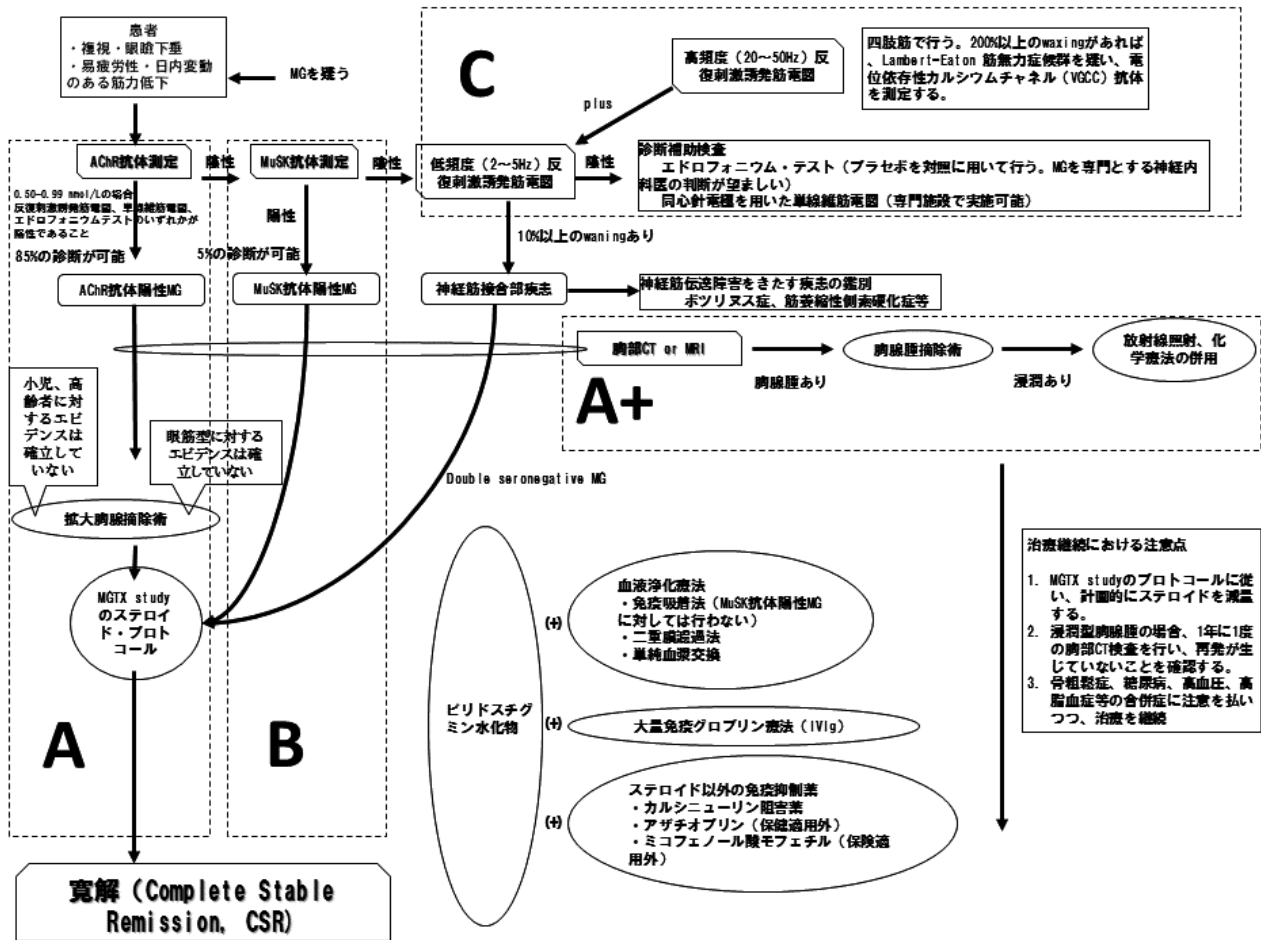 患者
・複視・眼瞼下垂
・易疲労性・日内変動
のある筋力低下
MGを疑う
C
高頻度（20〜50Hz）反
復刺激誘発筋電図
四肢筋で行う。200%以上のwaxingがあれば
、Lambert-Eaton 筋無力症候群を疑い、電
位依存性カルシウムチャネル（VGCC）抗体
を測定する。
plus
AChR抗体測定
陰性
MuSK抗体測定
陰性
低頻度（2〜5Hz）反
復刺激誘発筋電図
陰性
診断補助検査
エドロフォニウム・テスト（プラセボを対照に用いて行う。MGを専門とする神経内
科医の判断が望ましい）
同心針電極を用いた単線維筋電図（専門施設で実施可能）
0.50-0.99 nmol/Lの場合
反復刺激誘発筋電図、単線維筋電図、
エドロフォニウムテストのいずれかが
陽性であること
陽性
85%の診断が可能
5%の診断が可能
10%以上のwaningあり
AChR抗体陽性MG
MuSK抗体陽性MG
神経筋接合部疾患
神経筋伝達障害をきたす疾患の鑑別
ボツリヌス症、筋萎縮性側索硬化症等
胸部CT or MRI
胸腺腫あり
胸腺腫摘除術
浸潤あり
放射線照射、化
学療法の併用
A+
小児、高
齢者に対
するエビ
デンスは
確立して
いない
眼筋型に対する
エビデンスは確
立していない
Double seronegative MG
拡大胸腺摘除術
MGTX study
のステロイ
ド・プロト
コール
A
B
ピリドスチグ
ミン水化物
(+)
血液浄化療法
・免疫吸着法（MuSK抗体陽性MG
に対しては行わない）
・二重膜濾過法
・単純血漿交換
(+)
大量免疫グロブリン療法（IVIg）
(+)
ステロイド以外の免疫抑制薬
・カルシニューリン阻害薬
・アザチオプリン（保健適用外）
・ミコフェノール酸モフェチル（保険適
用外）
治療継続における注意点
1. MGTX studyのプロトコールに従
い、計画的にステロイドを減量
する。
2. 浸潤型胸腺腫の場合、1年に1度
の胸部CT検査を行い、再発が生
じていないことを確認する。
3. 骨粗鬆症、糖尿病、高血圧、高
脂血症等の合併症に注意を払い
つつ、治療を継続
寛解（Complete Stable
Remission, CSR)